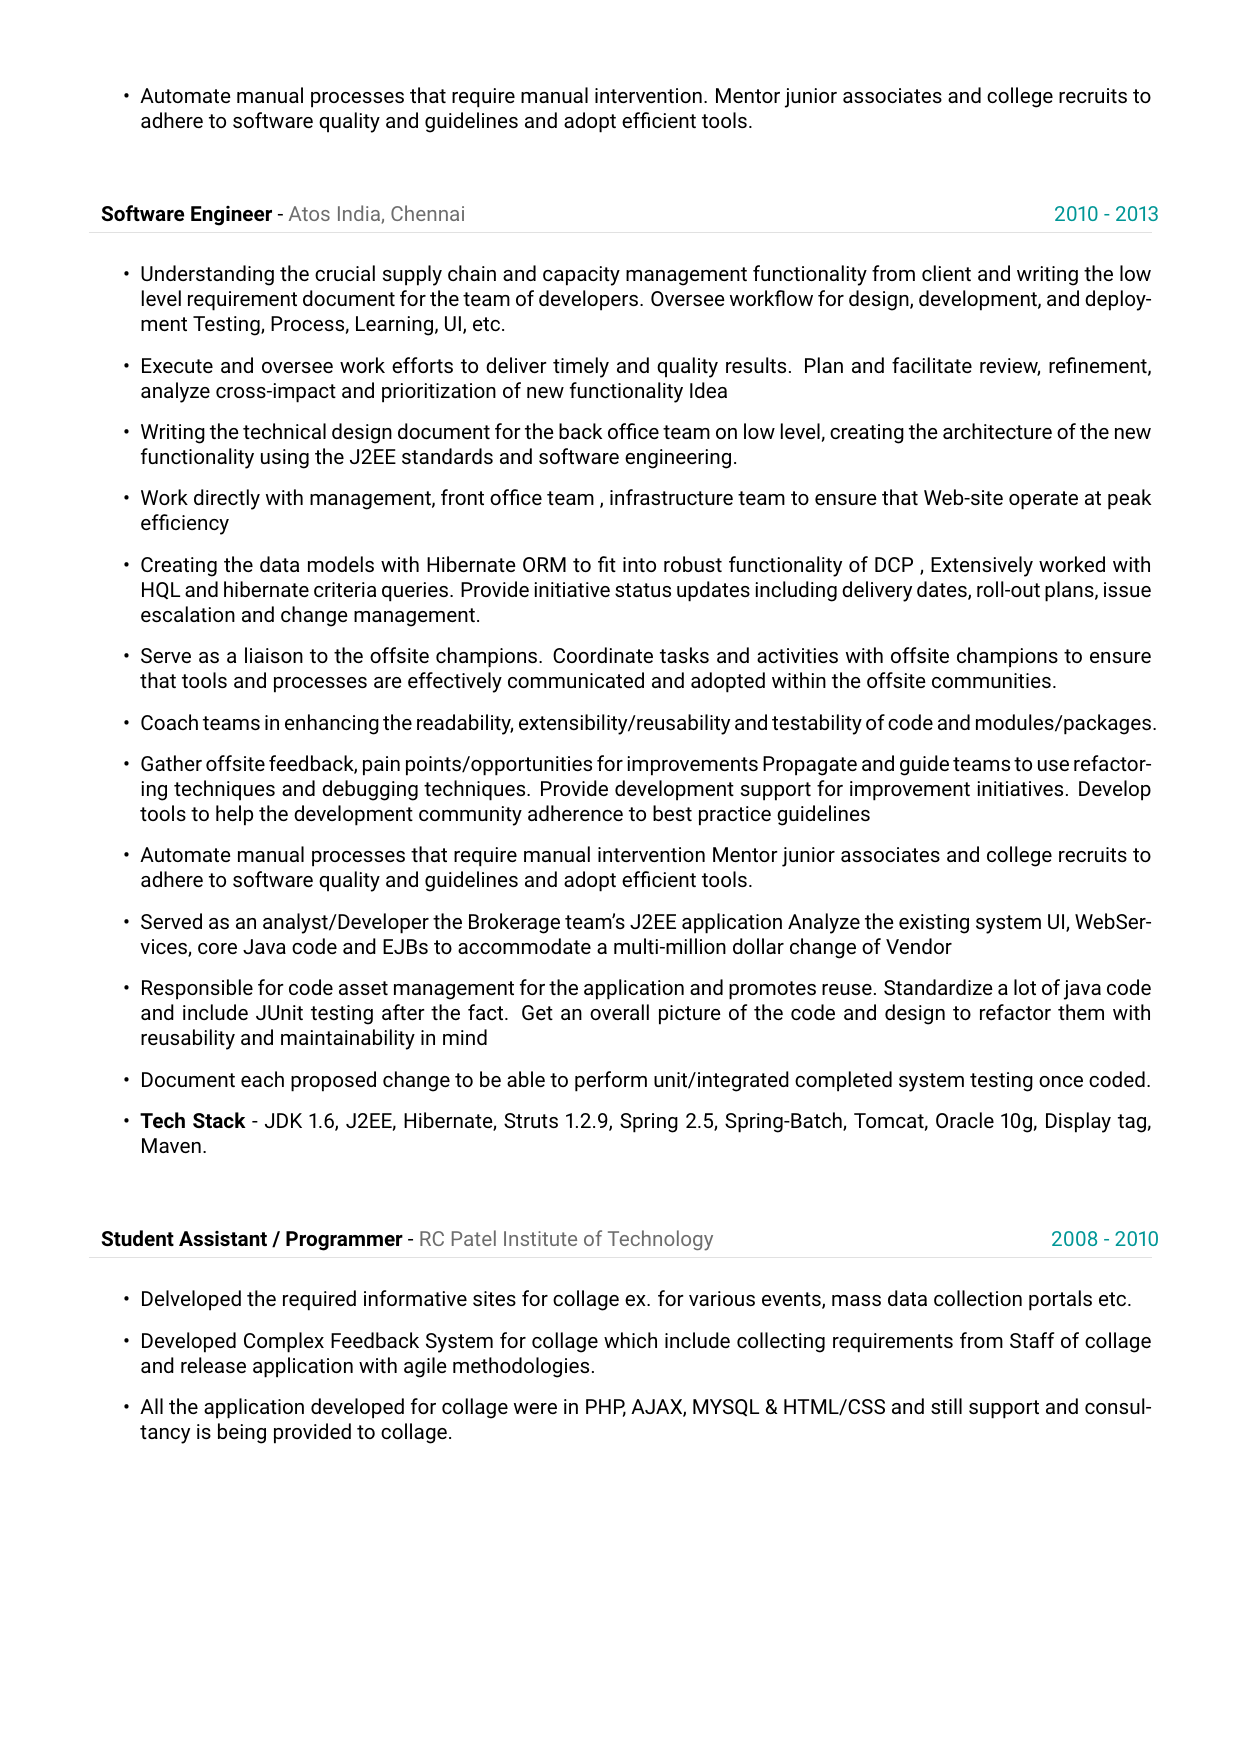 • Automate manual processes that require manual intervention. Mentor junior associates and college recruits to
adhere to software quality and guidelines and adopt efficient tools.
Software Engineer - Atos India, Chennai 2010 - 2013
• Understanding the crucial supply chain and capacity management functionality from client and writing the low
level requirement document for the team of developers. Oversee workflow for design, development, and deploy-
ment Testing, Process, Learning, UI, etc.
• Execute and oversee work efforts to deliver timely and quality results. Plan and facilitate review, refinement,
analyze cross-impact and prioritization of new functionality Idea
• Writing the technical design document for the back office team on low level, creating the architecture of the new
functionality using the J2EE standards and software engineering.
• Work directly with management, front office team , infrastructure team to ensure that Web-site operate at peak
efficiency
• Creating the data models with Hibernate ORM to fit into robust functionality of DCP , Extensively worked with
HQL and hibernate criteria queries. Provide initiative status updates including delivery dates, roll-out plans, issue
escalation and change management.
• Serve as a liaison to the offsite champions. Coordinate tasks and activities with offsite champions to ensure
that tools and processes are effectively communicated and adopted within the offsite communities.
• Coach teams in enhancing the readability, extensibility/reusability and testability of code and modules/packages.
• Gather offsite feedback, pain points/opportunities for improvements Propagate and guide teams to use refactor-
ing techniques and debugging techniques. Provide development support for improvement initiatives. Develop
tools to help the development community adherence to best practice guidelines
• Automate manual processes that require manual intervention Mentor junior associates and college recruits to
adhere to software quality and guidelines and adopt efficient tools.
• Served as an analyst/Developer the Brokerage team’s J2EE application Analyze the existing system UI, WebSer-
vices, core Java code and EJBs to accommodate a multi-million dollar change of Vendor
• Responsible for code asset management for the application and promotes reuse. Standardize a lot of java code
and include JUnit testing after the fact. Get an overall picture of the code and design to refactor them with
reusability and maintainability in mind
• Document each proposed change to be able to perform unit/integrated completed system testing once coded.
• Tech Stack - JDK 1.6, J2EE, Hibernate, Struts 1.2.9, Spring 2.5, Spring-Batch, Tomcat, Oracle 10g, Display tag,
Maven.
Student Assistant / Programmer - RC Patel Institute of Technology 2008 - 2010
• Delveloped the required informative sites for collage ex. for various events, mass data collection portals etc.
• Developed Complex Feedback System for collage which include collecting requirements from Staff of collage
and release application with agile methodologies.
• All the application developed for collage were in PHP, AJAX, MYSQL & HTML/CSS and still support and consul-
tancy is being provided to collage.